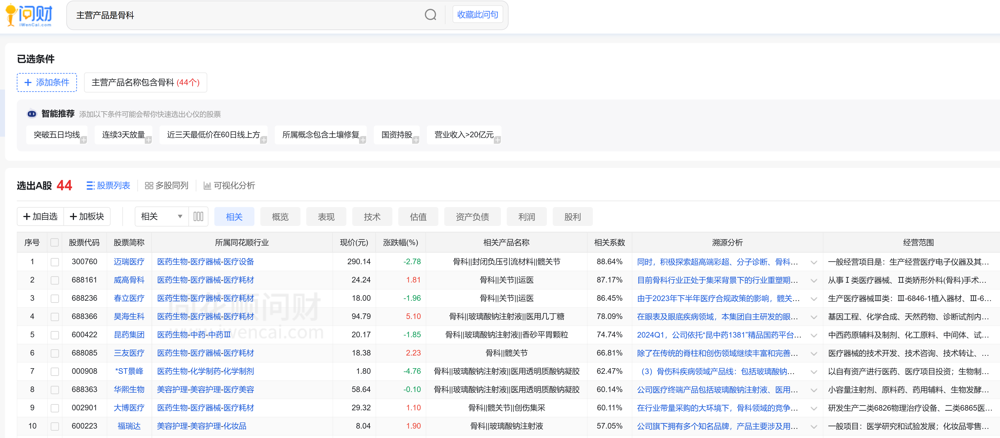 问财
iWenCai.com
主营产品是骨科
收藏此问句
已选条件
添加条件
主营产品名称包含骨科 (44个)
智能推荐 添加以下条件可能会帮你快速选出心仪的股票
突破五日均线 连续3天放量 近三天最低价在60日线上方 所属概念包含土壤修复 国资持股 营业收入>20亿元
选出A股 44 股票列表 多股同列 可视化分析
加自选 加板块 相关 相关 概览 表现 技术 估值 资产负债 利润 股利
序号 股票代码 股票简称 所属同花顺行业 现价(元) 涨跌幅(%) 相关产品名称 相关系数 溯源分析 经营范围
1 300760 迈瑞医疗 医药生物-医疗器械-医疗设备 290.14 -2.78 骨科||封闭负压引流材料||髋关节 88.64% 同时，积极探索超高端彩超、分子诊断、骨科… 一般经营项目是：生产经营医疗电子仪器及其…
2 688161 威高骨科 医药生物-医疗器械-医疗耗材 24.24 1.81 骨科||关节||运医 87.17% 目前骨科行业正处于集采背景下的行业重塑期… 从事Ⅰ类医疗器械、Ⅱ类矫形外科(骨科)手术…
3 688236 春立医疗 医药生物-医疗器械-医疗耗材 18.00 -1.96 骨科||关节||运医 86.45% 由于2023年下半年医疗合规政策的影响，髋关… 生产医疗器械Ⅲ类：Ⅲ-6846-1植入器材、Ⅲ-6…
4 688366 昊海生科 医药生物-医疗器械-医疗耗材 94.79 5.10 骨科||玻璃酸钠注射液||医用几丁糖 78.09% 在眼表及眼底疾病领域，本集团自主研发的眼… 基因工程、化学合成、天然药物、诊断试剂内…
5 600422 昆药集团 医药生物-中药-中药Ⅲ 20.17 -1.85 骨科||玻璃酸钠注射液||香砂平胃颗粒 74.74% 2024Q1，公司依托“昆中药1381”精品国药平台… 中西药原辅料及制剂、化工原料、中间体、试…
6 688085 三友医疗 医药生物-医疗器械-医疗耗材 18.38 2.23 骨科||髋关节 66.81% 除了在传统的脊柱和创伤领域继续丰富和完善… 医疗器械的技术开发、技术咨询、技术转让、…
7 000908 *ST景峰 医药生物-化学制药-化学制剂 1.80 -4.76 骨科||玻璃酸钠注射液||医用透明质酸钠凝胶 62.47% （3）骨伤科疾病领域产品线：包括玻璃酸钠… 以自有资产进行医药、医疗项目投资；生物制…
8 688363 华熙生物 美容护理-美容护理-医疗美容 58.64 -0.10 骨科||玻璃酸钠注射液||医用透明质酸钠凝胶 60.14% 公司医疗终端产品包括玻璃酸钠注射液、医用… 小容量注射剂、原料药、药用辅料、生物发酵…
9 002901 大博医疗 医药生物-医疗器械-医疗耗材 29.32 1.10 骨科||髋关节||创伤集采 60.11% 在行业带量采购的大环境下，骨科领域的竞争… 研发生产二类6826物理治疗设备、二类6865医…
10 600223 福瑞达 美容护理-美容护理-化妆品 8.04 1.90 骨科||玻璃酸钠注射液 57.05% 公司旗下拥有多个知名品牌，产品主要涉及用… 一般项目：医学研究和试验发展；化妆品零售…
同花顺问财
www.iwencai.com